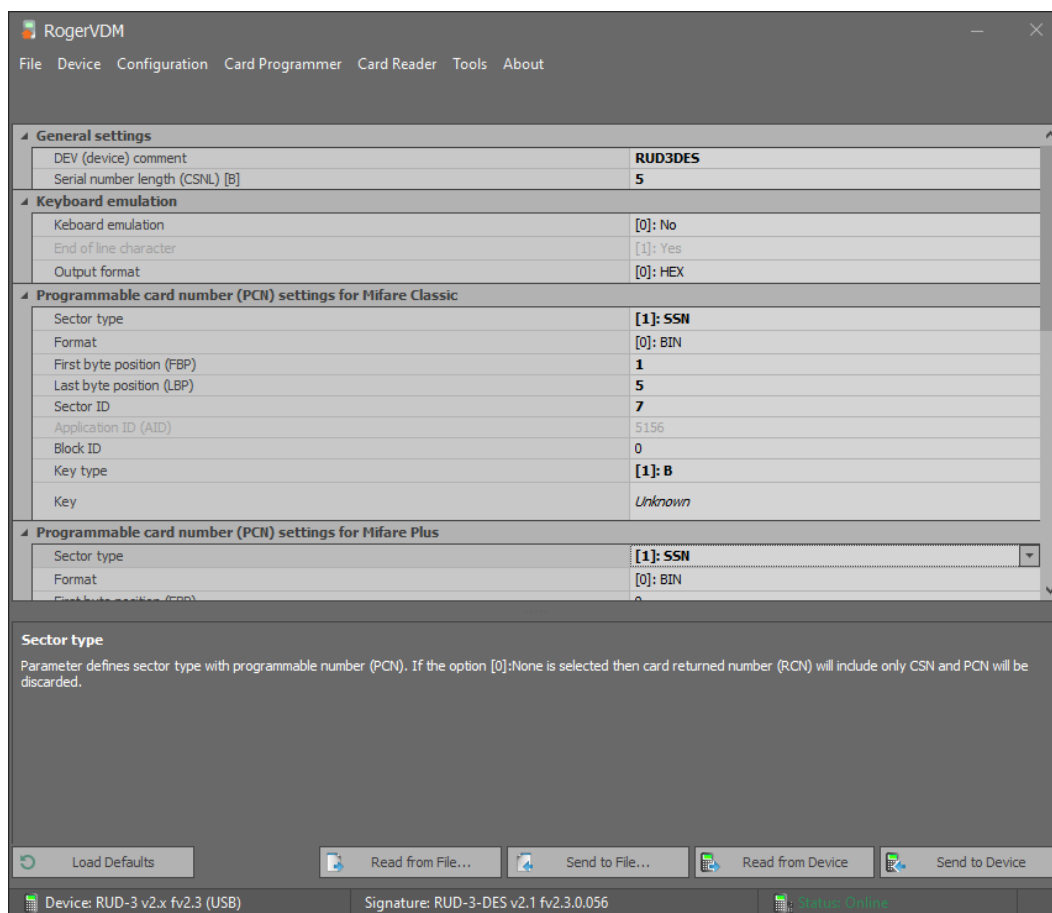 RogerVDM
File Device Configuration Card Programmer Card Reader Tools About
General settings
DEV (device) comment RUD3DES
Serial number length (CSNL) [B] 5
Keyboard emulation
Keboard emulation [0]: No
End of line character [1]: Yes
Output format [0]: HEX
Programmable card number (PCN) settings for Mifare Classic
Sector type [1]: SSN
Format [0]: BIN
First byte position (FBP) 1
Last byte position (LBP) 5
Sector ID 7
Application ID (AID) 5156
Block ID 0
Key type [1]: B
Key Unknown
Programmable card number (PCN) settings for Mifare Plus
Sector type [1]: SSN
Format [0]: BIN
First byte position (FBP)
Sector type
Parameter defines sector type with programmable number (PCN). If the option [0]:None is selected then card returned number (RCN) will include only CSN and PCN will be
discarded.
Load Defaults Read from File... Send to File... Read from Device Send to Device
Device: RUD-3 v2.x fv2.3 (USB) Signature: RUD-3-DES v2.1 fv2.3.0.056 Status: Online